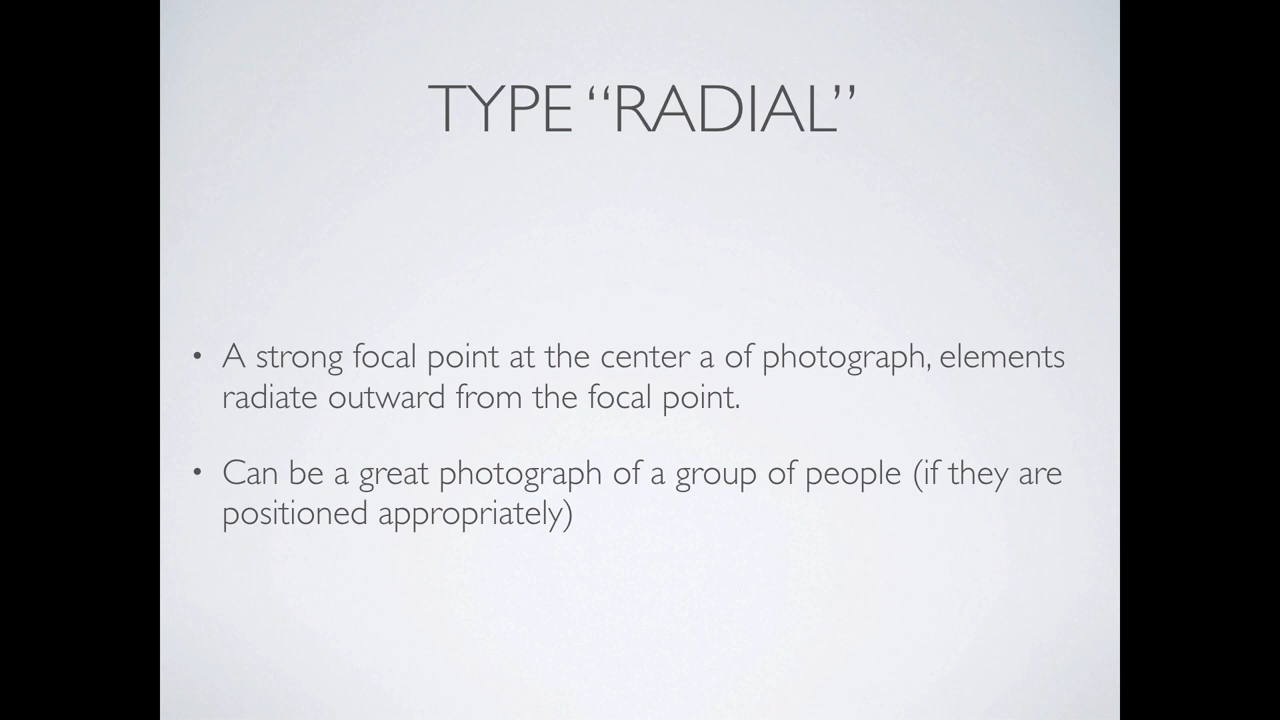 TYPE “RADIAL”
• A strong focal point at the center a of photograph, elements
radiate outward from the focal point.
• Can be a great photograph of a group of people (if they are
positioned appropriately)